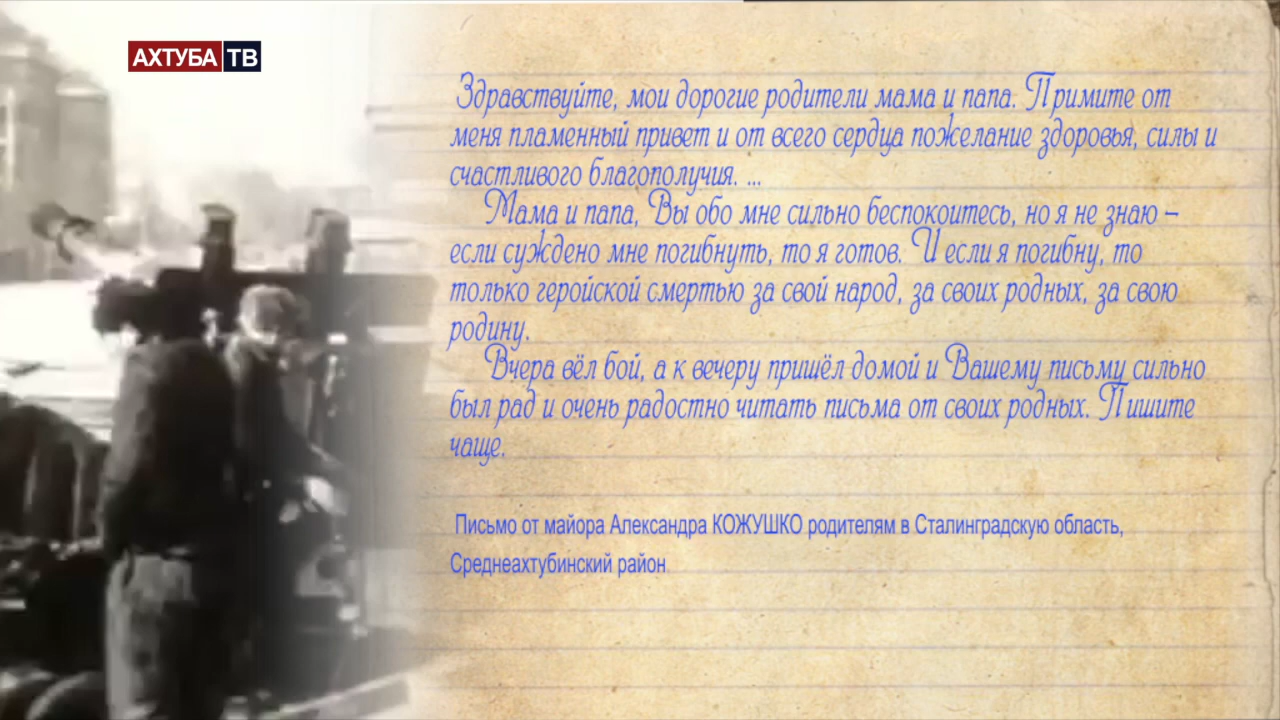 АХТУБА ТВ
Здравствуйте, мои дорогие родители мама и папа. Примите от
меня пламенный привет и от всего сердца пожелание здоровья, силы и
счастливого благополучия. ...
Мама и папа, Вы обо мне сильно беспокоитесь, но я не знаю –
если суждено мне погибнуть, то я готов. И если я погибну, то
только геройской смертью за свой народ, за своих родных, за свою
родину.
Вчера вёл бой, а к вечеру пришёл домой и Вашему письму сильно
был рад и очень радостно читать письма от своих родных. Пишите
чаще.
Письмо от майора Александра КОЖУШКО родителям в Сталинградскую область,
Среднеахтубинский район